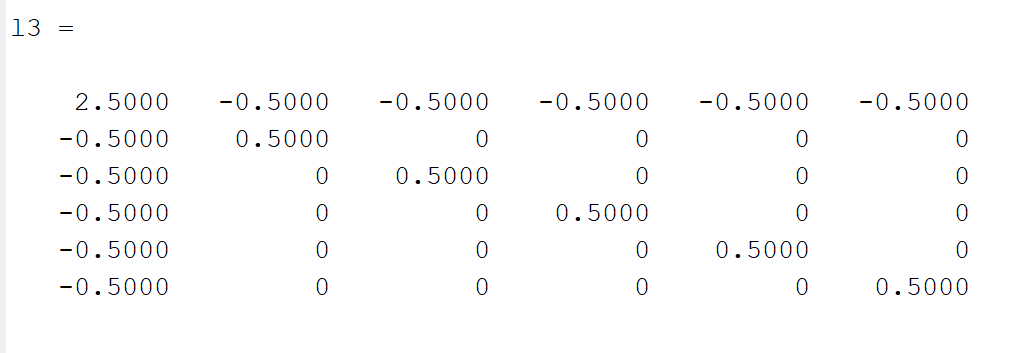 l3 =
2.5000 -0.5000 -0.5000 -0.5000 -0.5000 -0.5000
-0.5000 0.5000 0 0 0 0
-0.5000 0 0.5000 0 0 0
-0.5000 0 0 0.5000 0 0
-0.5000 0 0 0 0.5000 0
-0.5000 0 0 0 0 0.5000